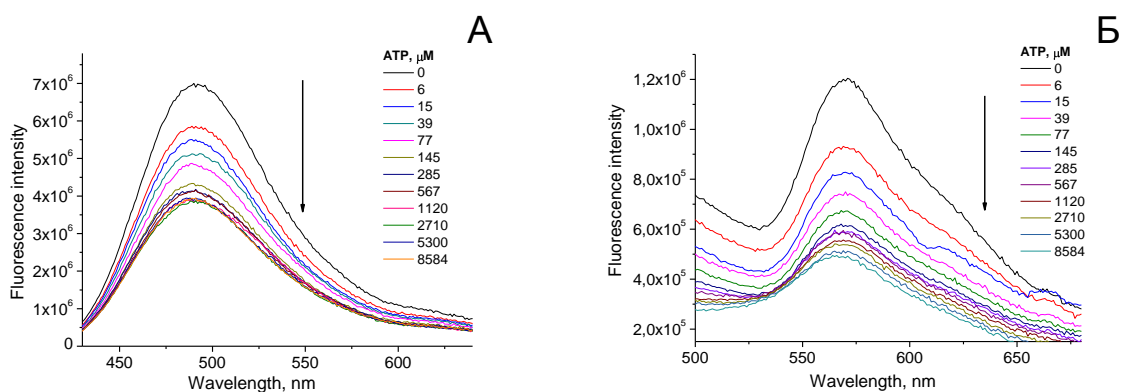 А
ATP, μM
0
6
15
39
77
145
285
567
1120
2710
5300
8584
7x10⁶
6x10⁶
5x10⁶
4x10⁶
3x10⁶
2x10⁶
1x10⁶
0
Fluorescence intensity
450 500 550 600
Wavelength, nm
Б
ATP, μM
0
6
15
39
77
145
285
567
1120
2710
5300
8584
1,2x10⁶
1,0x10⁶
8,0x10⁵
6,0x10⁵
4,0x10⁵
2,0x10⁵
Fluorescence intensity
500 550 600 650
Wavelength, nm